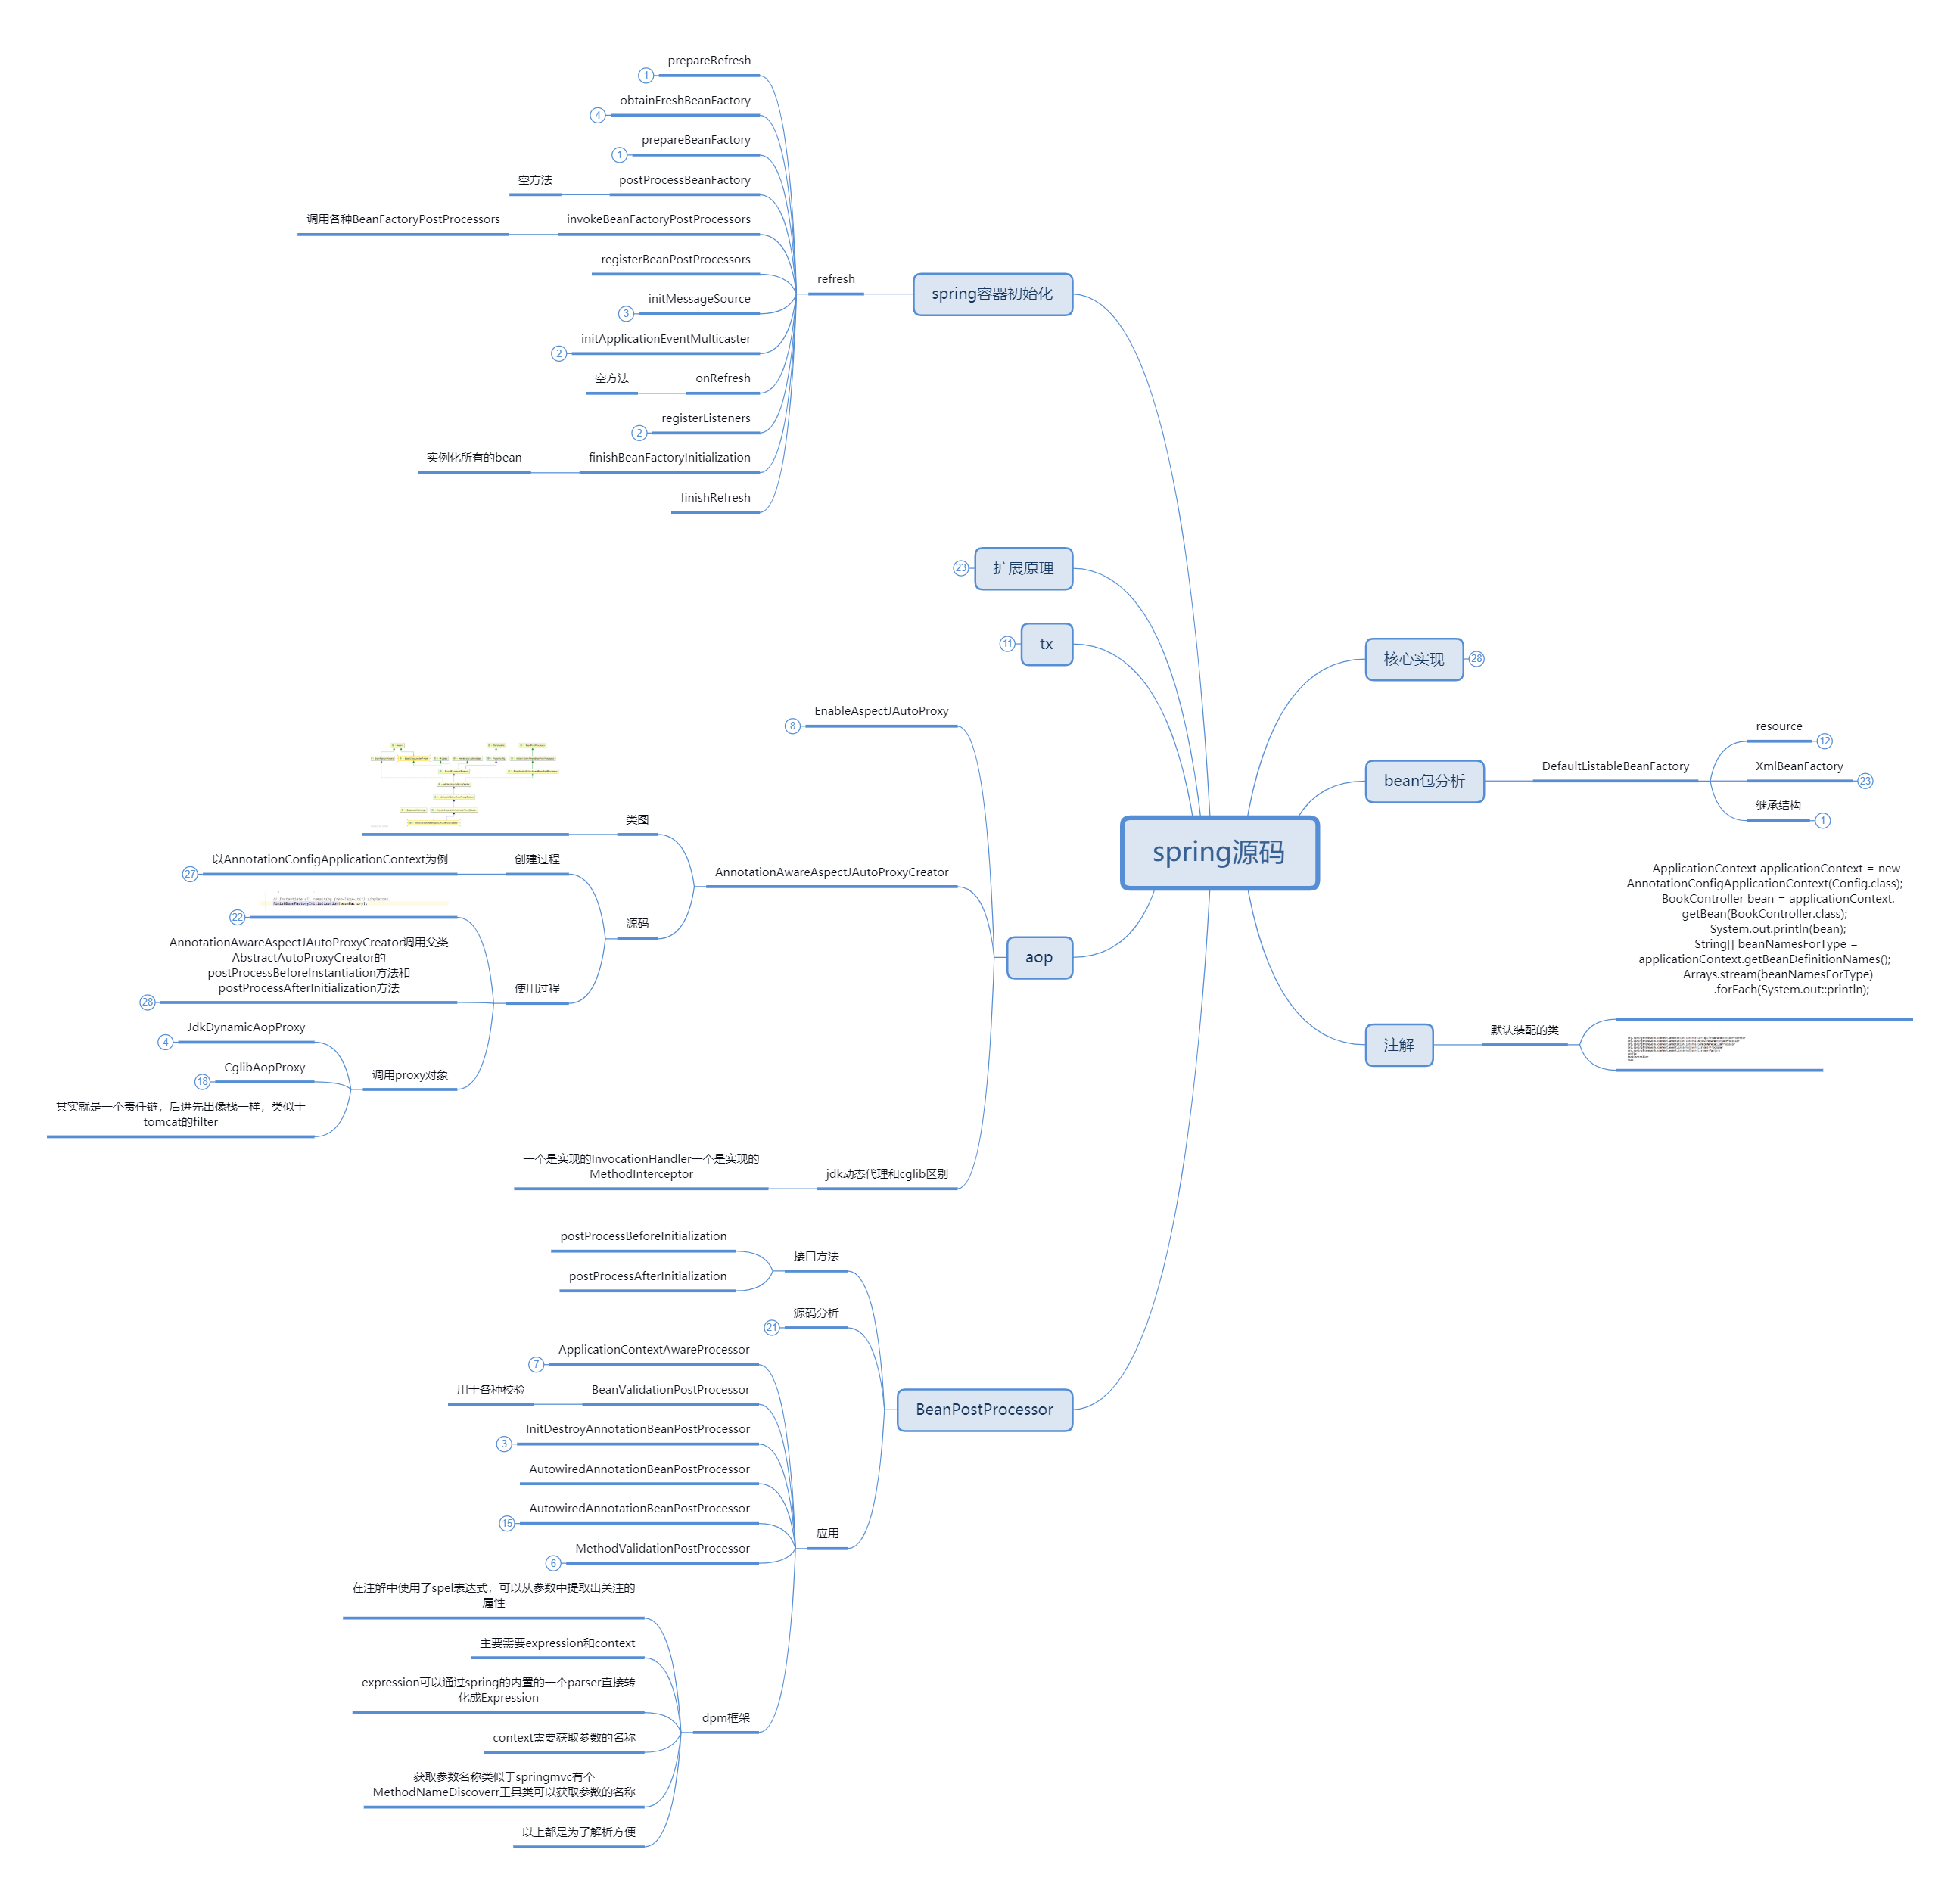 prepareRefresh
1
obtainFreshBeanFactory
4
prepareBeanFactory
1
postProcessBeanFactory
空方法
invokeBeanFactoryPostProcessors
调用各种BeanFactoryPostProcessors
registerBeanPostProcessors
initMessageSource
3
initApplicationEventMulticaster
2
onRefresh
空方法
registerListeners
2
finishBeanFactoryInitialization
实例化所有的bean
finishRefresh
refresh
spring容器初始化
扩展原理
23
tx
11
EnableAspectJAutoProxy
8
类图
以AnnotationConfigApplicationContext为例
27
创建过程
AnnotationAwareAspectJAutoProxyCreator
源码
finishBeanFactoryInitialization(beanFactory);
22
AnnotationAwareAspectJAutoProxyCreator调用父类
AbstractAutoProxyCreator的
postProcessBeforeInstantiation方法和
postProcessAfterInitialization方法
28
使用过程
JdkDynamicAopProxy
4
CglibAopProxy
18
调用proxy对象
其实就是一个责任链，后进先出像栈一样，类似于
tomcat的filter
aop
一个是实现的InvocationHandler一个是实现的
MethodInterceptor
jdk动态代理和cglib区别
postProcessBeforeInitialization
接口方法
postProcessAfterInitialization
源码分析
21
ApplicationContextAwareProcessor
7
BeanValidationPostProcessor
用于各种校验
BeanPostProcessor
InitDestroyAnnotationBeanPostProcessor
3
AutowiredAnnotationBeanPostProcessor
AutowiredAnnotationBeanPostProcessor
15
应用
MethodValidationPostProcessor
6
在注解中使用了spel表达式，可以从参数中提取出关注的
属性
主要需要expression和context
expression可以通过spring的内置的一个parser直接转
化成Expression
dpm框架
context需要获取参数的名称
获取参数名称类似于springmvc有个
MethodNameDiscoverr工具类可以获取参数的名称
以上都是为了解析方便
spring源码
核心实现
28
bean包分析
DefaultListableBeanFactory
resource
12
XmlBeanFactory
23
继承结构
1
注解
默认装配的类
ApplicationContext applicationContext = new
AnnotationConfigApplicationContext(Config.class);
BookController bean = applicationContext.
getBean(BookController.class);
System.out.println(bean);
String[] beanNamesForType =
applicationContext.getBeanDefinitionNames();
Arrays.stream(beanNamesForType)
.forEach(System.out::println);